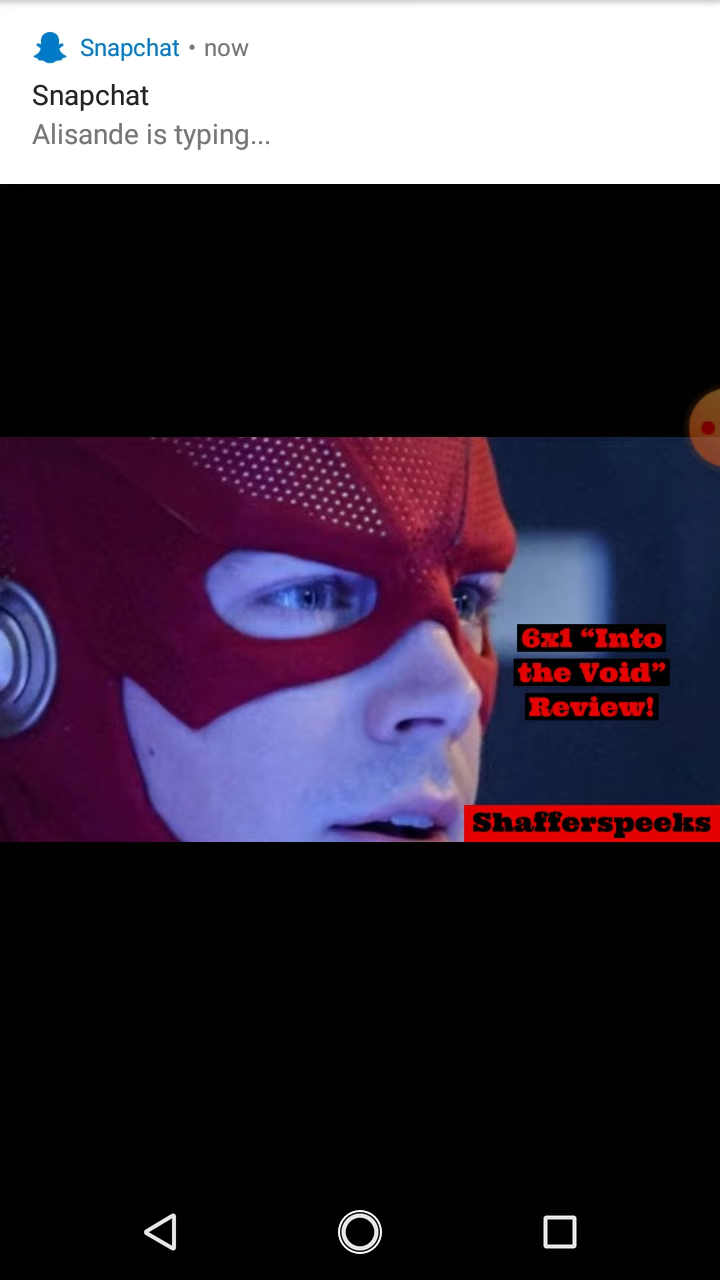 Snapchat • now
Snapchat
Alisande is typing...
6x1 “Into
the Void”
Review!
Shafferspeeks